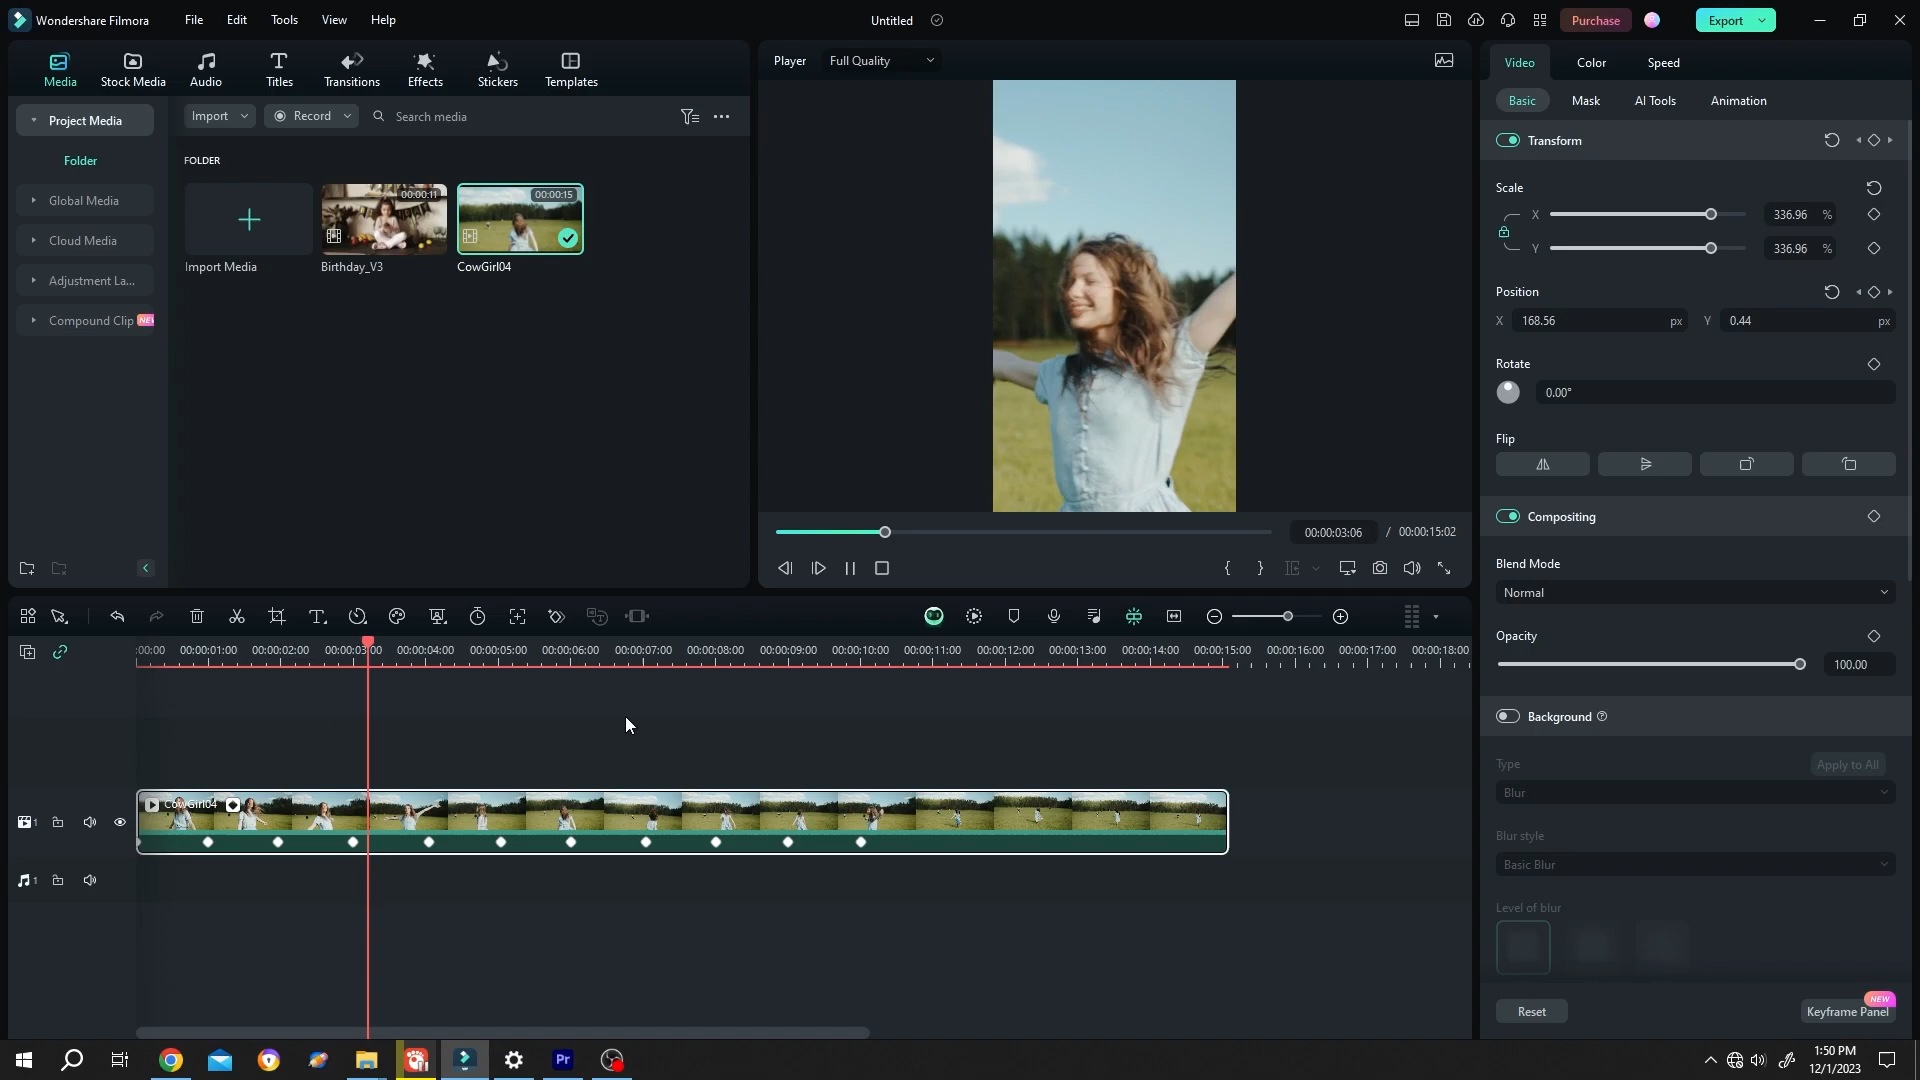 Wondershare Filmora
File
Edit
Tools
View
Help
Untitled
Purchase
Export
Media
Stock Media
Audio
Titles
Transitions
Effects
Stickers
Templates
Player
Full Quality
Video
Color
Speed
Basic
Mask
AI Tools
Animation
Project Media
Import
Record
Search media
Folder
FOLDER
Global Media
Cloud Media
Adjustment La...
Compound Clip
00:00:11
00:00:15
Import Media
Birthday_V3
CowGirl04
Transform
Scale
X
336.96
%
Y
336.96
%
Position
X
168.56
px
Y
0.44
px
Rotate
0.00°
Flip
Compositing
Blend Mode
Normal
Opacity
100.00
Background
Type
Apply to All
Blur
Blur style
Basic Blur
Level of blur
Reset
NEW
Keyframe Panel
00:00:03:06
/
00:00:15:02
:00:00
00:00:01:00
00:00:02:00
00:00:03:00
00:00:04:00
00:00:05:00
00:00:06:00
00:00:07:00
00:00:08:00
00:00:09:00
00:00:10:00
00:00:11:00
00:00:12:00
00:00:13:00
00:00:14:00
00:00:15:00
00:00:16:00
00:00:17:00
00:00:18:00
CowGirl04
1
1
Pr
1:50 PM
12/1/2023